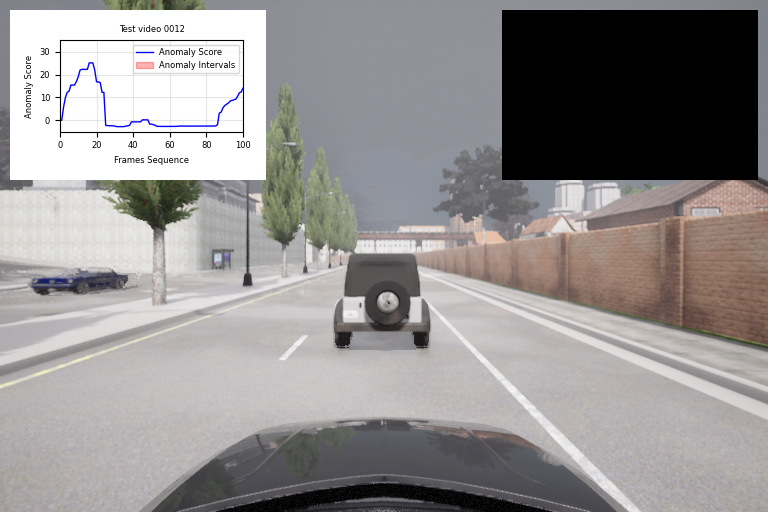 Test video 0012
Anomaly Score
30
20
10
0
Anomaly Score
Anomaly Intervals
0 20 40 60 80 100
Frames Sequence